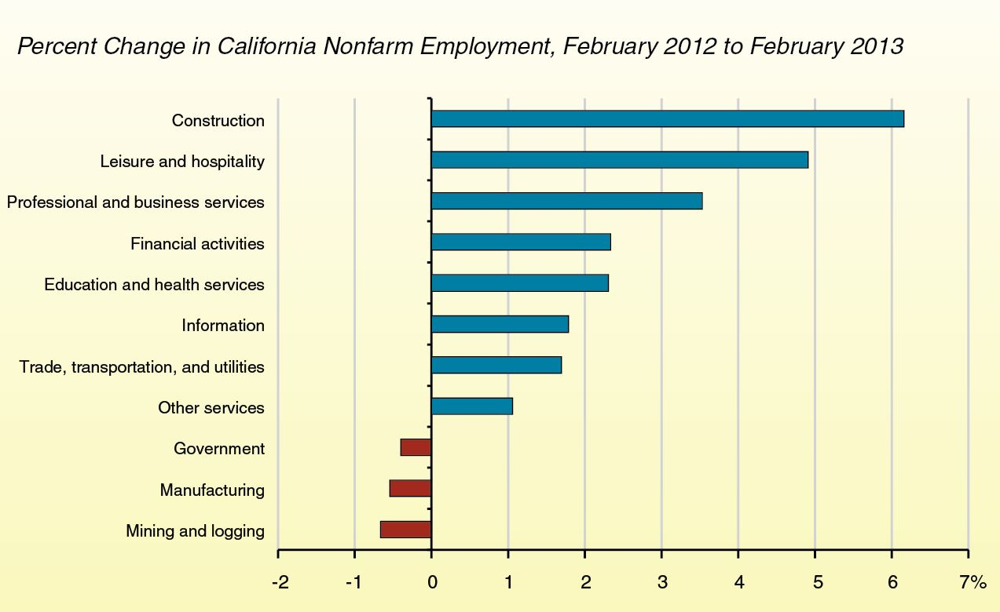 Percent Change in California Nonfarm Employment, February 2012 to February 2013
Construction
Leisure and hospitality
Professional and business services
Financial activities
Education and health services
Information
Trade, transportation, and utilities
Other services
Government
Manufacturing
Mining and logging
-2 -1 0 1 2 3 4 5 6 7%